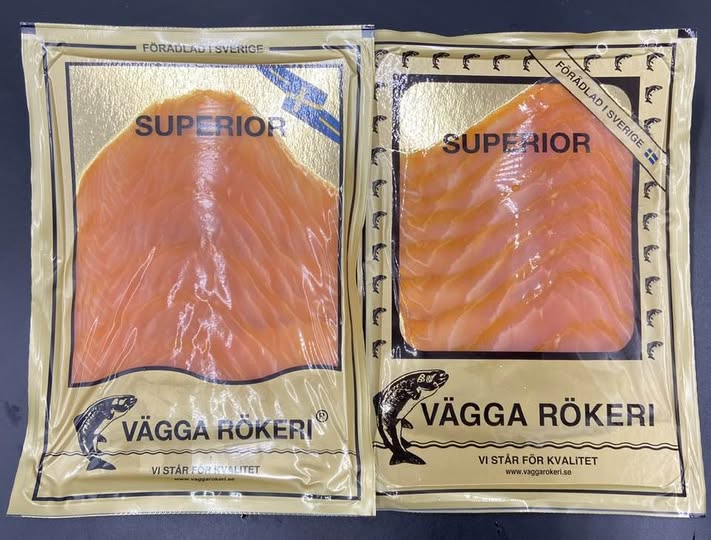 FÖRÄDLAD I SVERIGE
SUPERIOR
VÄGGA RÖKERI®
VI STÅR FÖR KVALiTET
www.vaggarokeri.se
FÖRÄDLAD I SVERIGE
SUPERIOR
VÄGGA RÖKERI
VI STÅR FÖR KVALiTET
www.vaggarokeri.se